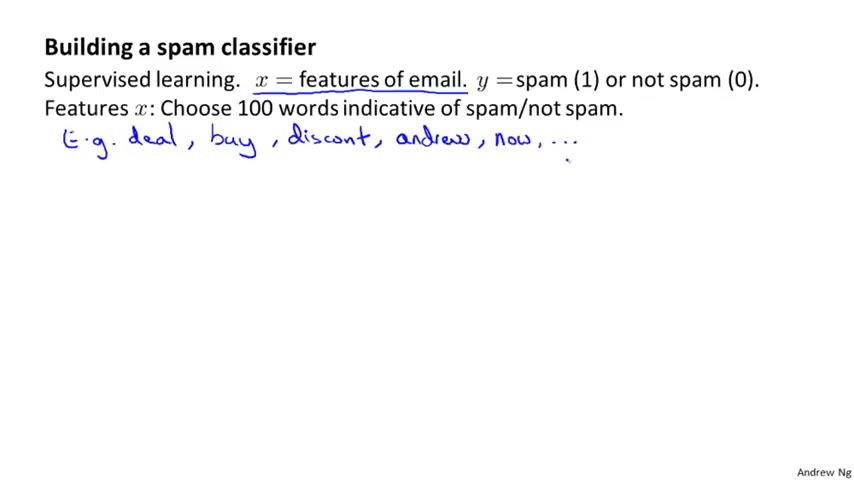 Building a spam classifier
Supervised learning. x = features of email. y = spam (1) or not spam (0).
Features x: Choose 100 words indicative of spam/not spam.
E.g. deal, buy, discont, andrew, now, ...
Andrew Ng